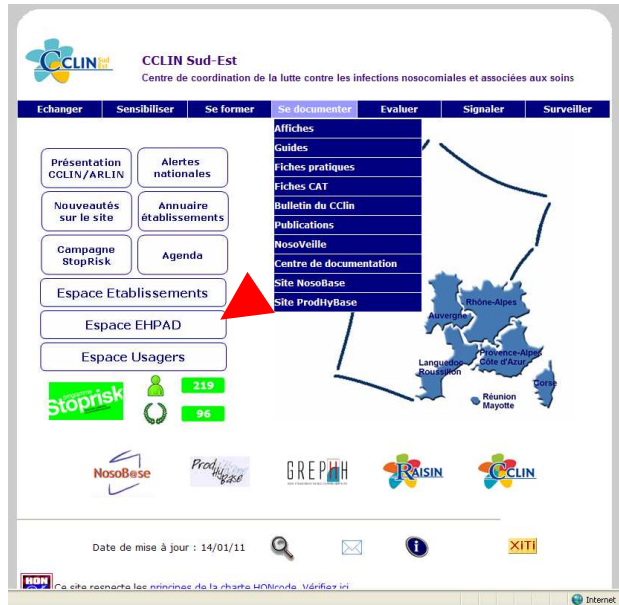 CCLIN Sud Est
CCLIN Sud-Est
Centre de coordination de la lutte contre les infections nosocomiales et associées aux soins
Echanger Sensibiliser Se former Se documenter Evaluer Signaler Surveiller
Affiches
Guides
Fiches pratiques
Fiches CAT
Bulletin du CClin
Publications
NosoVeille
Centre de documentation
Site NosoBase
Site ProdHyBase
Présentation
CCLIN/ARLIN
Alertes
nationales
Nouveautés
sur le site
Annuaire
établissements
Campagne
StopRisk
Agenda
Espace Etablissements
Espace EHPAD
Espace Usagers
programme
Stoprisk
219
96
Rhône-Alpes
Auvergne
Languedoc-
Roussillon
Provence-Alpes
Côte d'Azur
Corse
Réunion
Mayotte
NosoB@se
ProdHyBase
GREPHH
RAISIN
CCLIN
Date de mise à jour : 14/01/11
XiTi
HON
Ce site respecte les principes de la charte HONcode. Vérifiez ici.
Internet